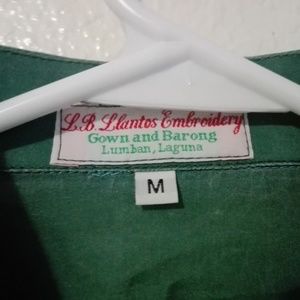 L.B. Llantos Embroidery
Gown and Barong
Lumban, Laguna
M